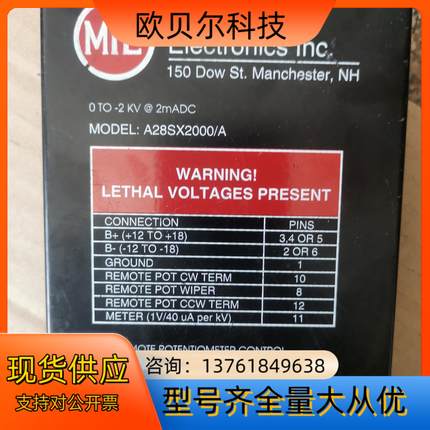 欧贝尔科技
MIL
Electronics Inc.
150 Dow St. Manchester, NH
0 TO -2 KV @ 2mADC
MODEL: A28SX2000/A
WARNING!
LETHAL VOLTAGES PRESENT
CONNECTION PINS
B+ (+12 TO +18) 3,4 OR 5
B- (-12 TO -18) 2 OR 6
GROUND 1
REMOTE POT CW TERM 10
REMOTE POT WIPER 8
REMOTE POT CCW TERM 12
METER (1V/40 uA per kV) 11
POTENTIOMETER CONTROL
现货供应
支持对公开票
咨询：13761849638
型号齐全量大从优